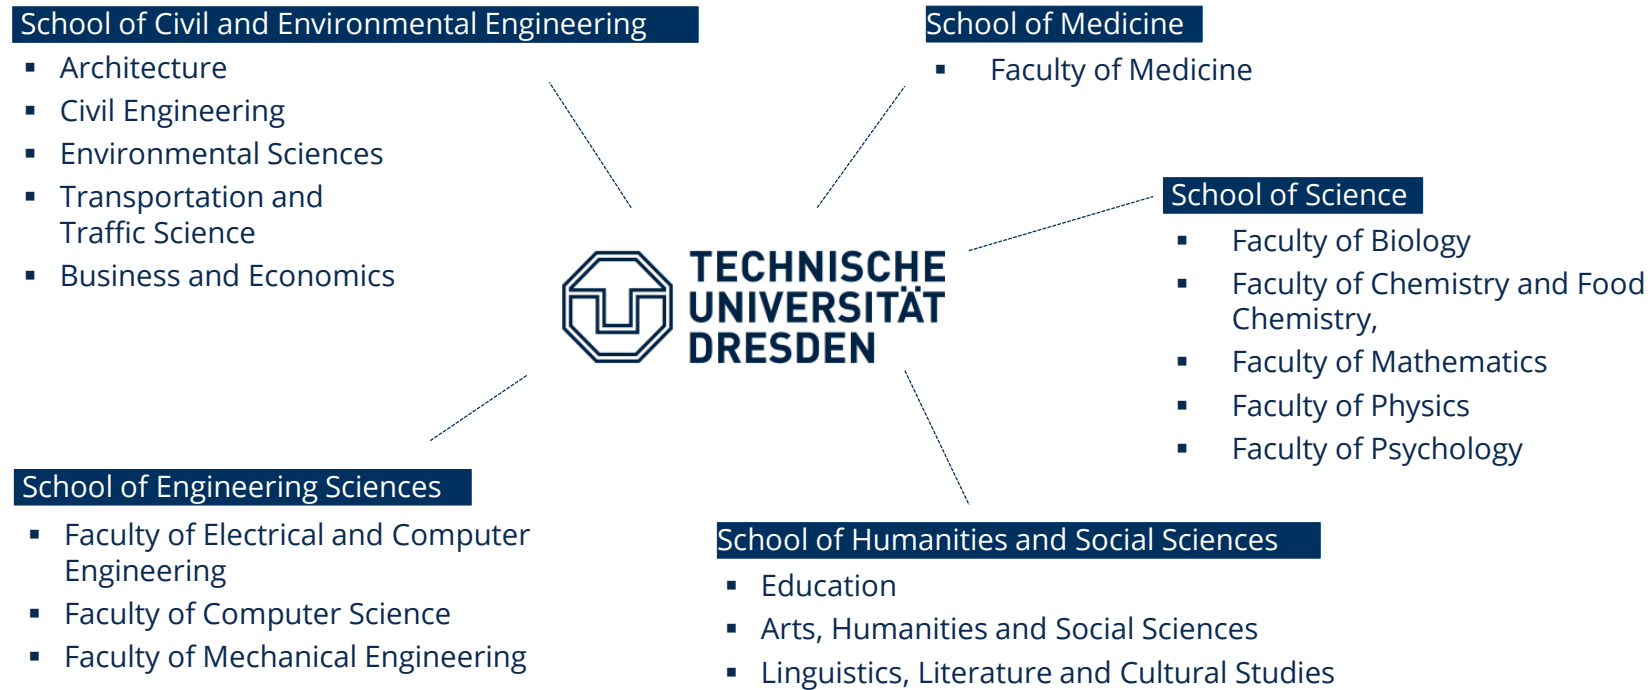 School of Civil and Environmental Engineering
▪ Architecture
▪ Civil Engineering
▪ Environmental Sciences
▪ Transportation and
Traffic Science
▪ Business and Economics
School of Medicine
▪ Faculty of Medicine
School of Science
▪ Faculty of Biology
▪ Faculty of Chemistry and Food
Chemistry,
▪ Faculty of Mathematics
▪ Faculty of Physics
▪ Faculty of Psychology
TECHNISCHE
UNIVERSITÄT
DRESDEN
School of Engineering Sciences
▪ Faculty of Electrical and Computer
Engineering
▪ Faculty of Computer Science
▪ Faculty of Mechanical Engineering
School of Humanities and Social Sciences
▪ Education
▪ Arts, Humanities and Social Sciences
▪ Linguistics, Literature and Cultural Studies